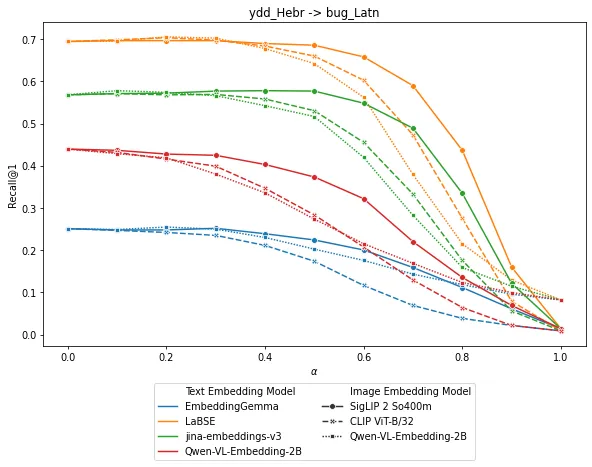 ydd_Hebr -> bug_Latn
Recall@1
0.7
0.6
0.5
0.4
0.3
0.2
0.1
0.0
0.0 0.2 0.4 0.6 0.8 1.0
α
Text Embedding Model
EmbeddingGemma
LaBSE
jina-embeddings-v3
Qwen-VL-Embedding-2B
Image Embedding Model
SigLIP 2 So400m
CLIP ViT-B/32
Qwen-VL-Embedding-2B